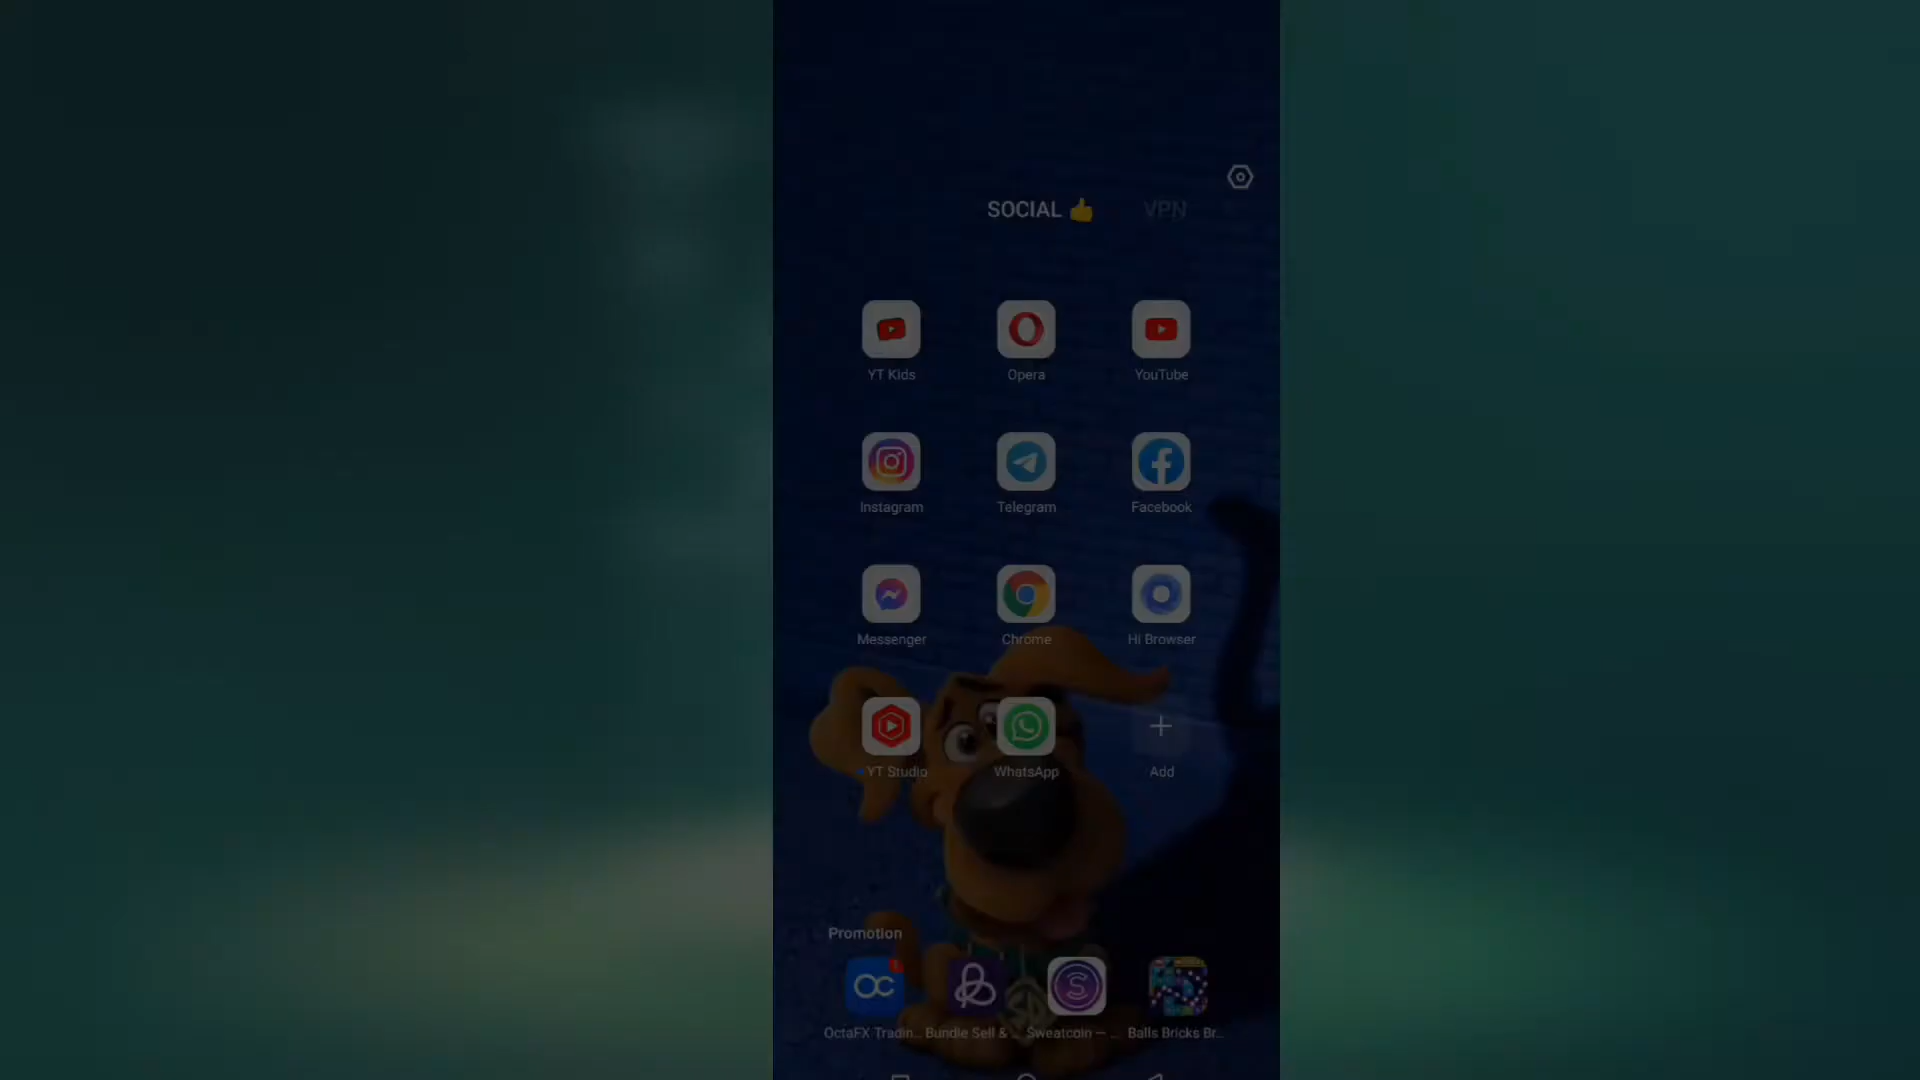 SOCIAL 👍 VPN
YT Kids Opera YouTube
Instagram Telegram Facebook
Messenger Chrome Hi Browser
YT Studio WhatsApp Add
Promotion
OC
OctaFX Tradin... Bundle Sell & ... Sweatcoin — ... Balls Bricks Br...